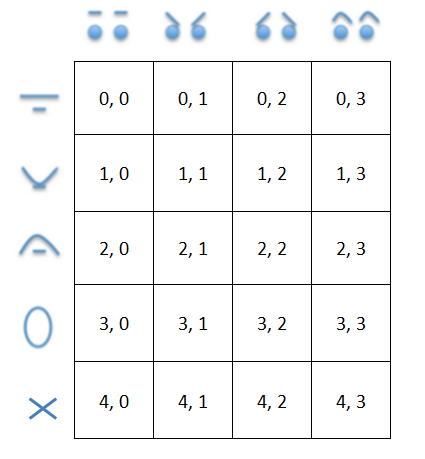 0, 0 0, 1 0, 2 0, 3
1, 0 1, 1 1, 2 1, 3
2, 0 2, 1 2, 2 2, 3
3, 0 3, 1 3, 2 3, 3
4, 0 4, 1 4, 2 4, 3